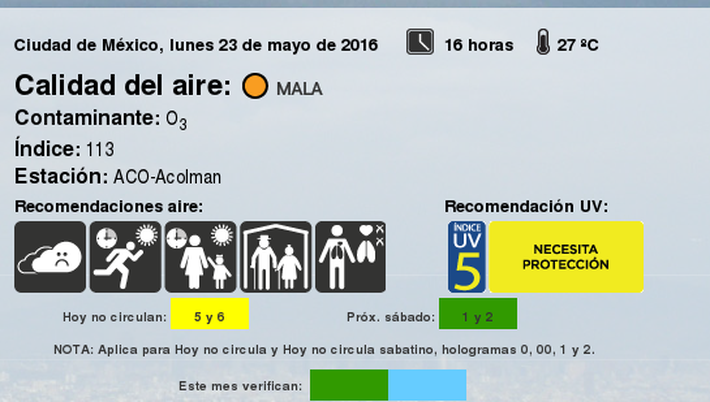 Ciudad de México, lunes 23 de mayo de 2016 16 horas 27 ºC
Calidad del aire: MALA
Contaminante: O3
Índice: 113
Estación: ACO-Acolman
Recomendaciones aire: Recomendación UV:
ÍNDICE
UV
5
NECESITA
PROTECCIÓN
Hoy no circulan: 5 y 6 Próx. sábado: 1 y 2
NOTA: Aplica para Hoy no circula y Hoy no circula sabatino, hologramas 0, 00, 1 y 2.
Este mes verifican: